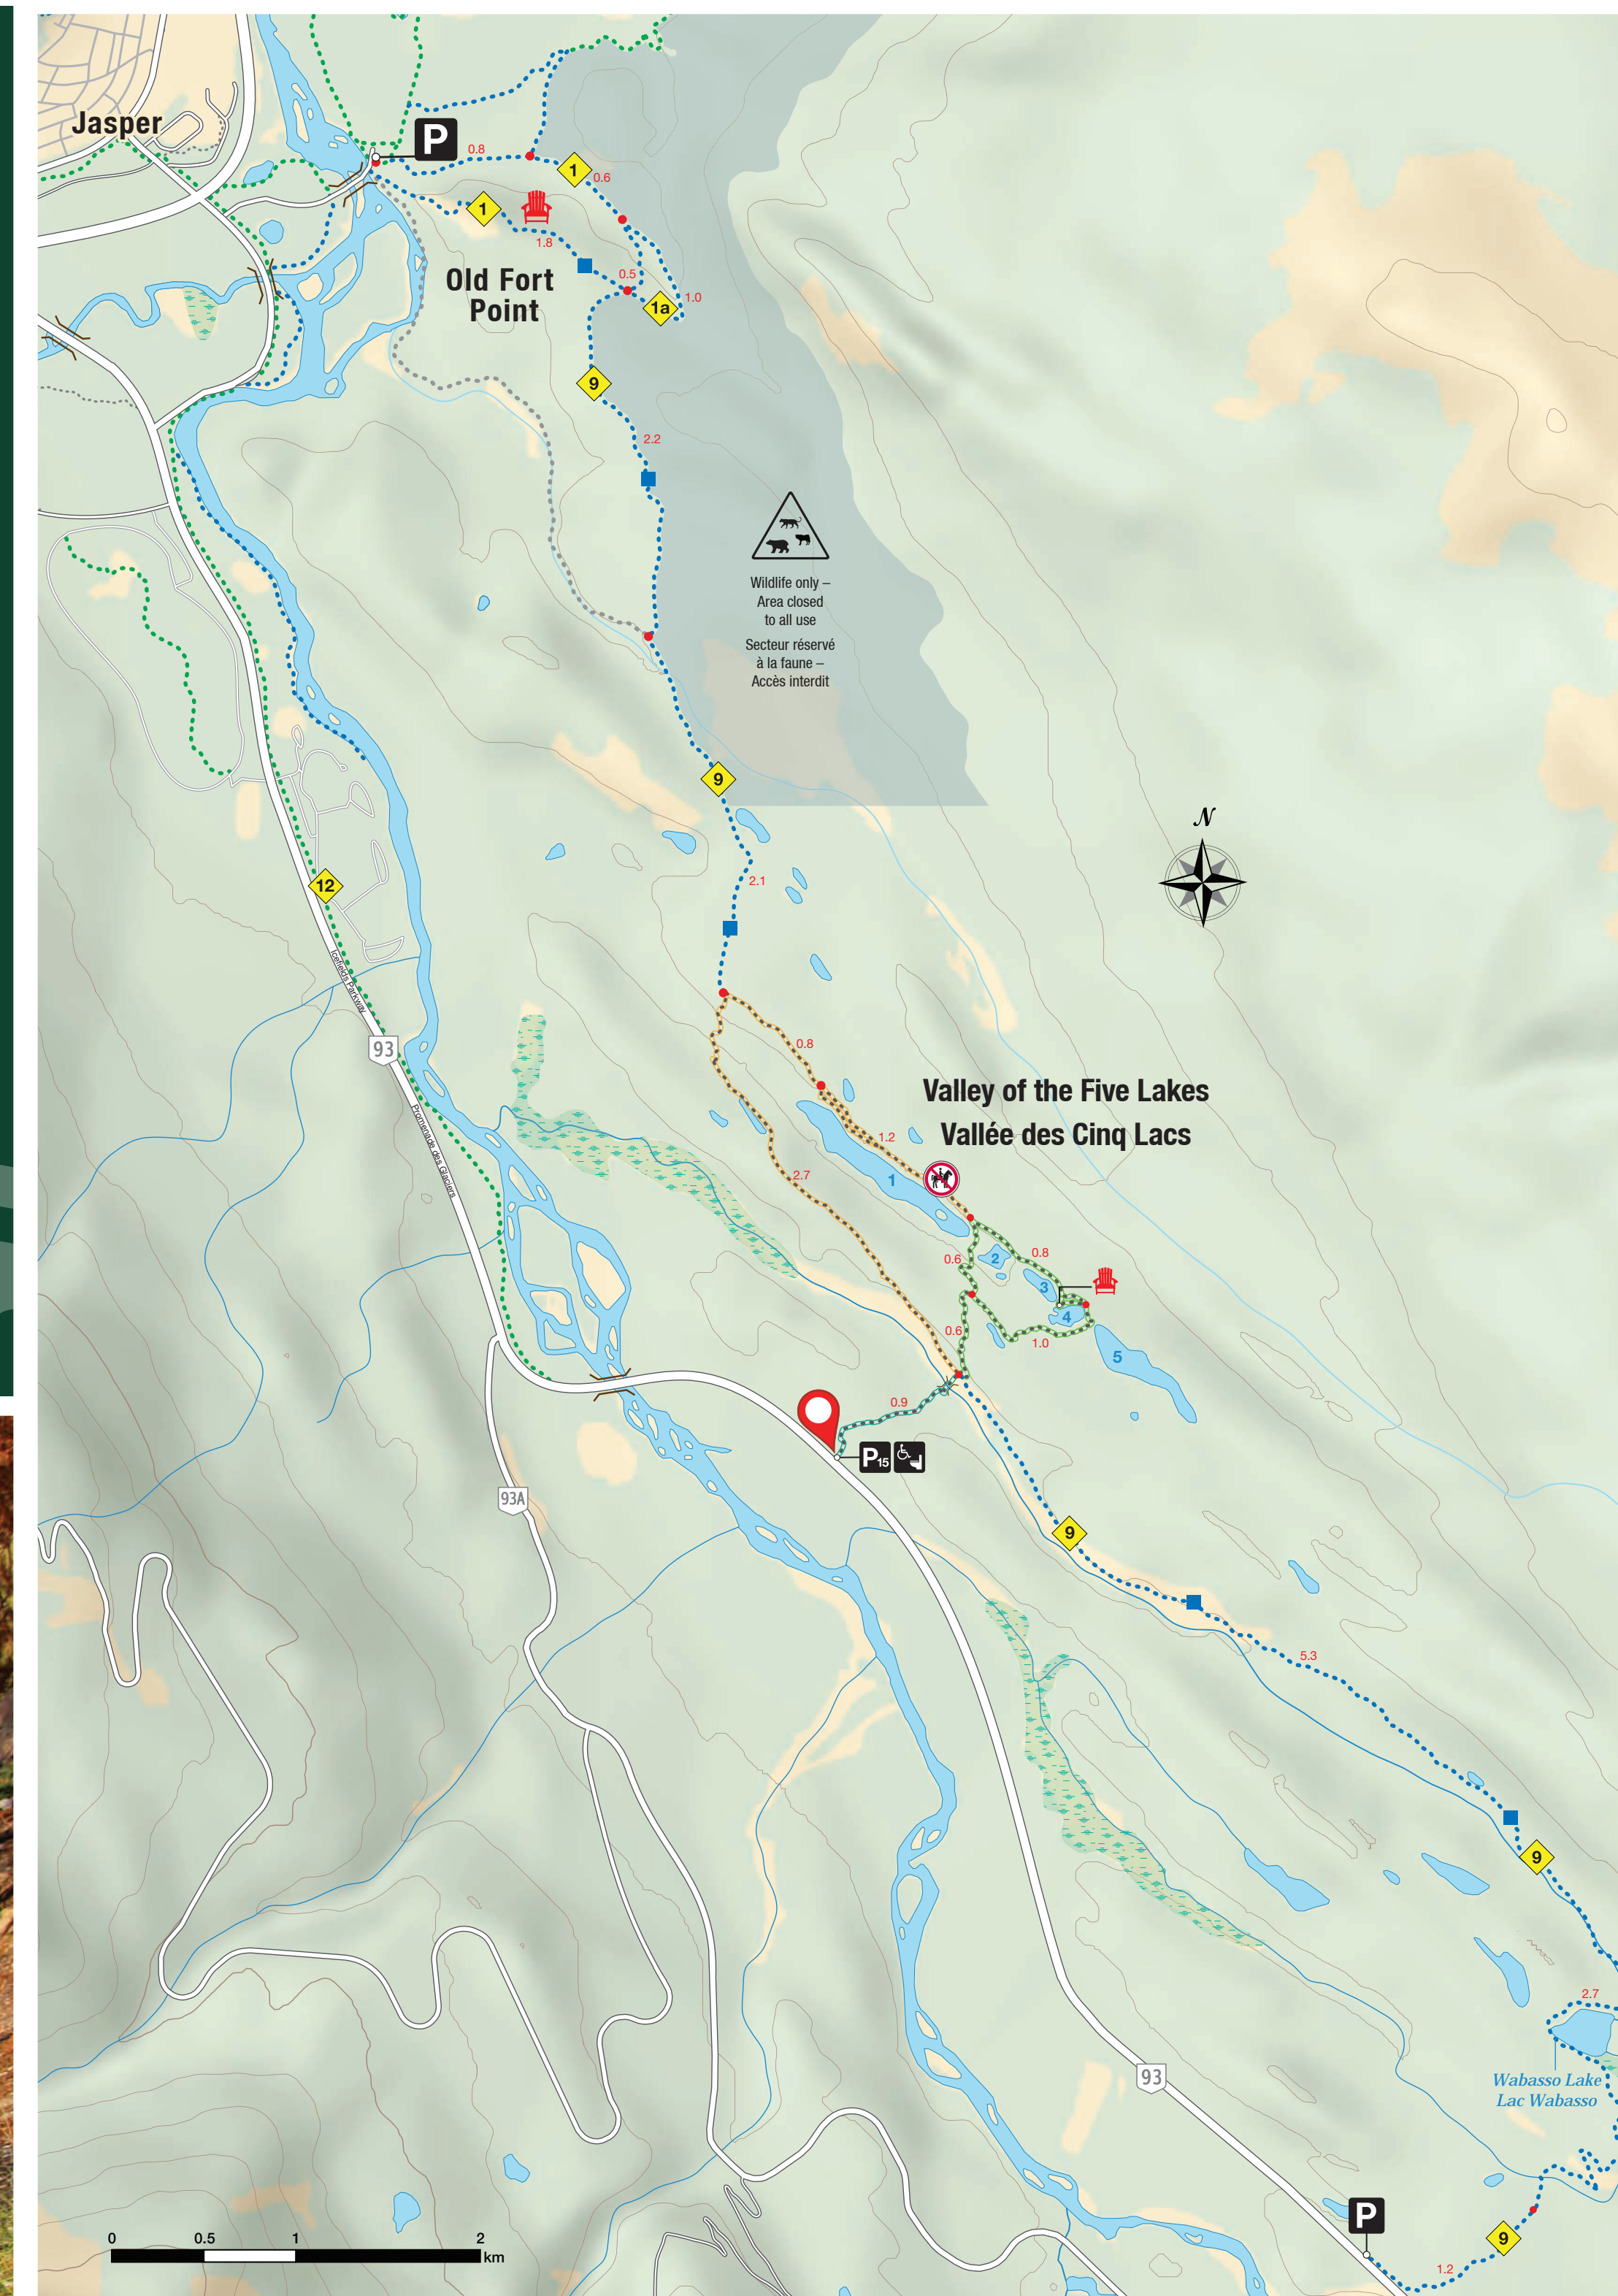 Jasper
P
0.8
1
0.6
1
1.8
Old Fort
Point
0.5
1a
1.0
9
2.2
Wildlife only –
Area closed
to all use
Secteur réservé
à la faune –
Accès interdit
9
N
2.1
12
Icefields Parkway
93
0.8
Valley of the Five Lakes
Vallée des Cinq Lacs
Promenade des Glaciers
1.2
1
2.7
0.6
2
0.8
3
4
0.6
1.0
5
0.9
P15
93A
9
5.3
9
2.7
93
Wabasso Lake
Lac Wabasso
P
9
1.2
0 0.5 1 2
km